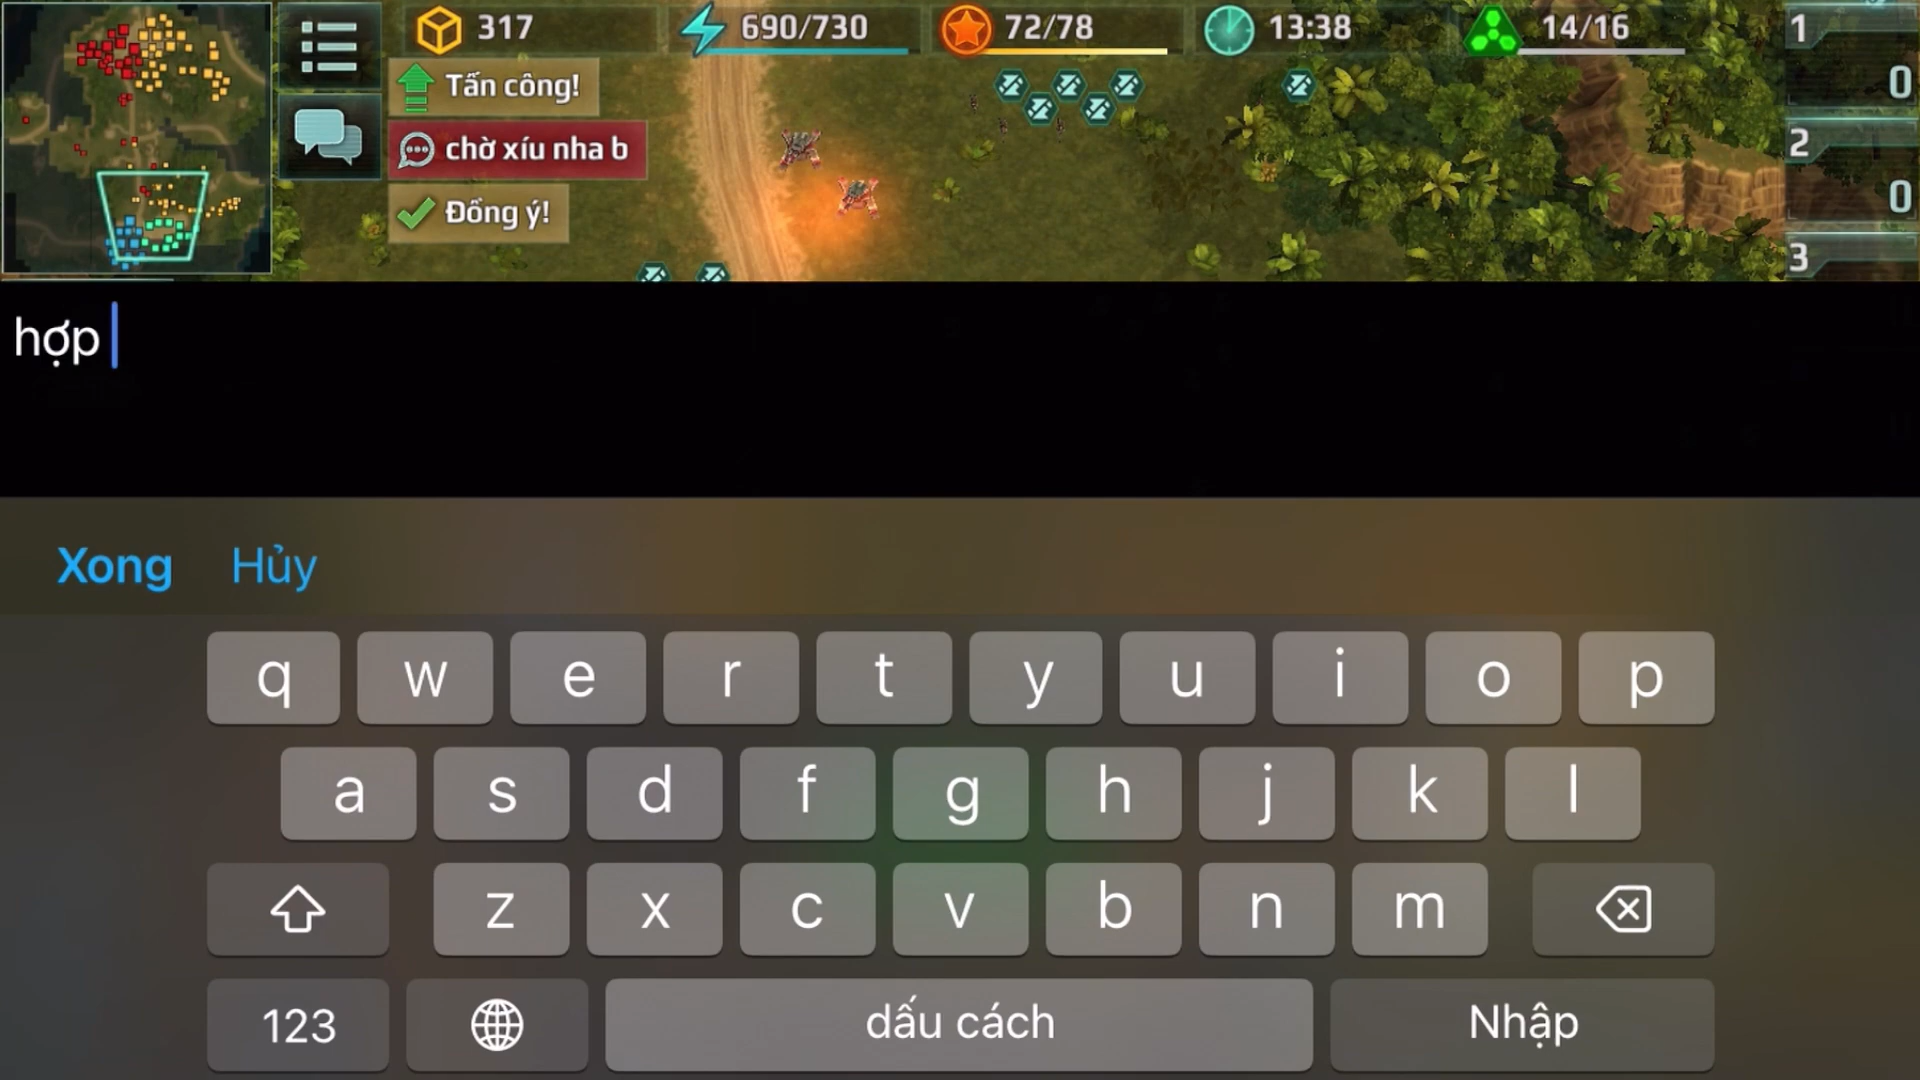 317 690/730 72/78 13:38 14/16 1
Tấn công!
0
chờ xíu nha b
2
0
Đồng ý!
3
hợp
Xong Hủy
q w e r t y u i o p
a s d f g h j k l
z x c v b n m
123 dấu cách Nhập